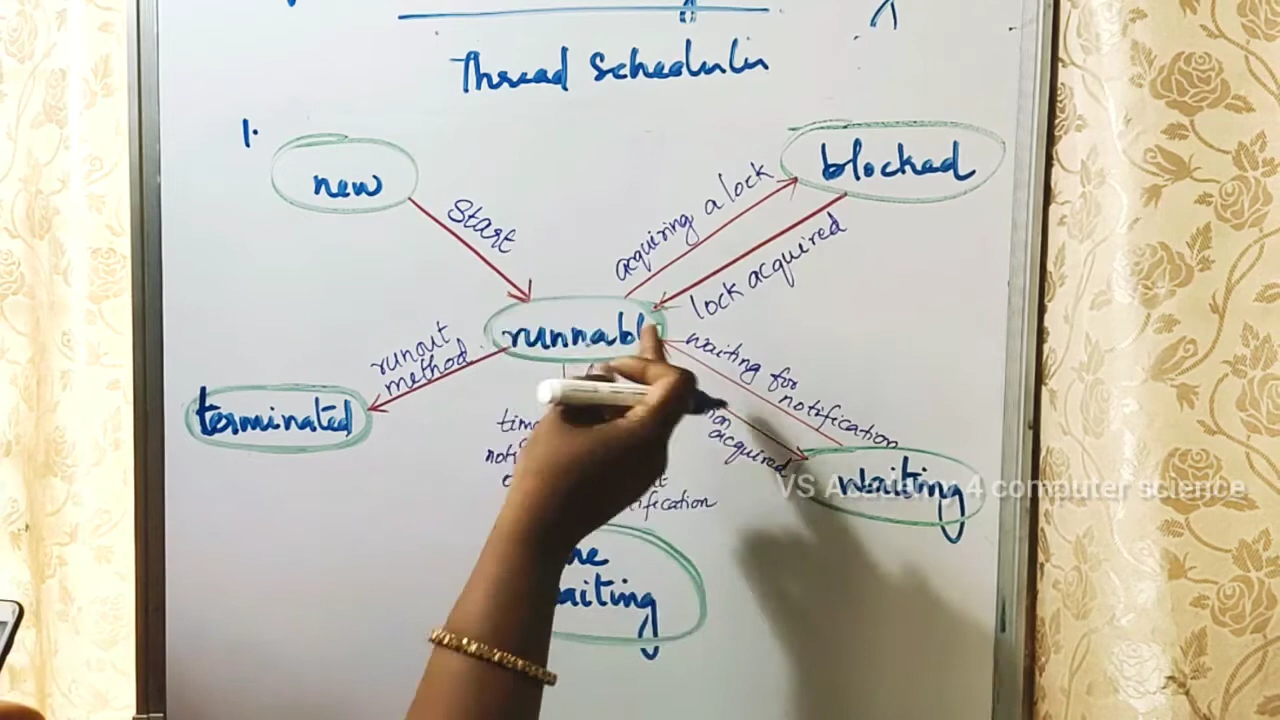 Thread Schedulin
1.
new
blocked
Start
acquiring a lock
lock acquired
runnabl
runout
method
waiting for
notification
terminated
tim
acquired
waiting
VS Academy 4 computer science
aiting